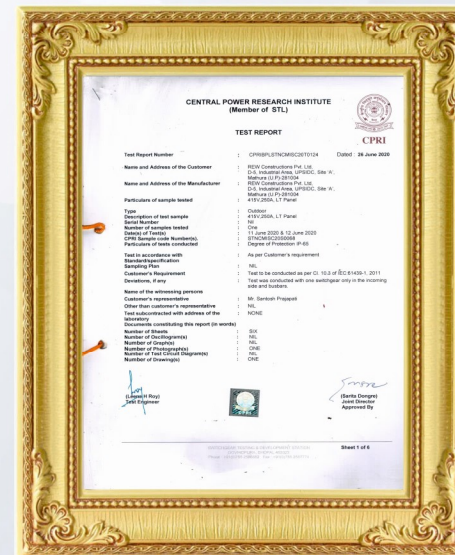 CENTRAL POWER RESEARCH INSTITUTE
(Member of STL)
CPRI
TEST REPORT
Test Report Number : CPRIBPLSTNCMISC20T0124 Dated : 26 June 2020
Name and Address of the Customer : REW Constructions Pvt. Ltd.
D-5, Industrial Area, UPSIDC, Site 'A',
Mathura (U.P)-281004
Name and Address of the Manufacturer : REW Constructions Pvt. Ltd.
D-5, Industrial Area, UPSIDC, Site 'A',
Mathura (U.P)-281004
Particulars of sample tested : 415V,250A, LT Panel
Type : Outdoor
Description of test sample : 415V,250A, LT Panel
Serial Number : Nil
Number of samples tested : One
Date(s) of Test(s) : 11 June 2020 & 12 June 2020
CPRI Sample code Number(s). : STNCMISC20S0068
Particulars of tests conducted : Degree of Protection IP-65
Test in accordance with : As per Customer's requirement
Standard/specification
Sampling Plan : NIL
Customer's Requirement : Test to be conducted as per Cl. 10.3 of IEC:61439-1, 2011
Deviations, if any : Test was conducted with one switchgear only in the incoming
side and busbars.
Name of the witnessing persons
Customer's representative : Mr. Santosh Prajapati
Other than customer's representative : NIL
Test subcontracted with address of the : NONE
laboratory
Documents constituting this report (in words)
Number of Sheets : SIX
Number of Oscillogram(s) : NIL
Number of Graph(s) : NIL
Number of Photograph(s) : ONE
Number of Test Circuit Diagram(s) : NIL
Number of Drawing(s) : ONE
Roy)
Test Engineer
CPRI
(Sarita Dongre)
Joint Director
Approved By
Sheet 1 of 6